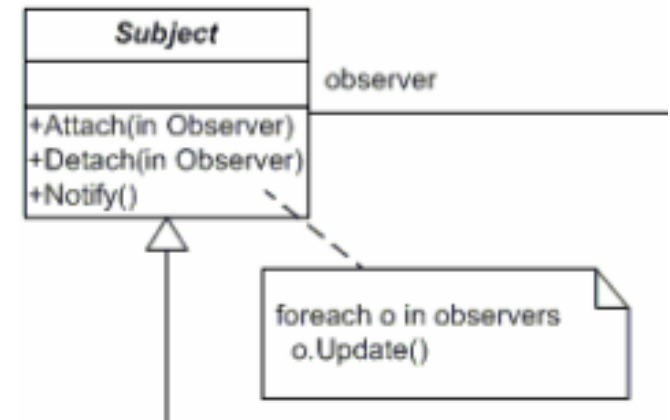 Subject
observer
+Attach(in Observer)
+Detach(in Observer)
+Notify()
foreach o in observers
o.Update()